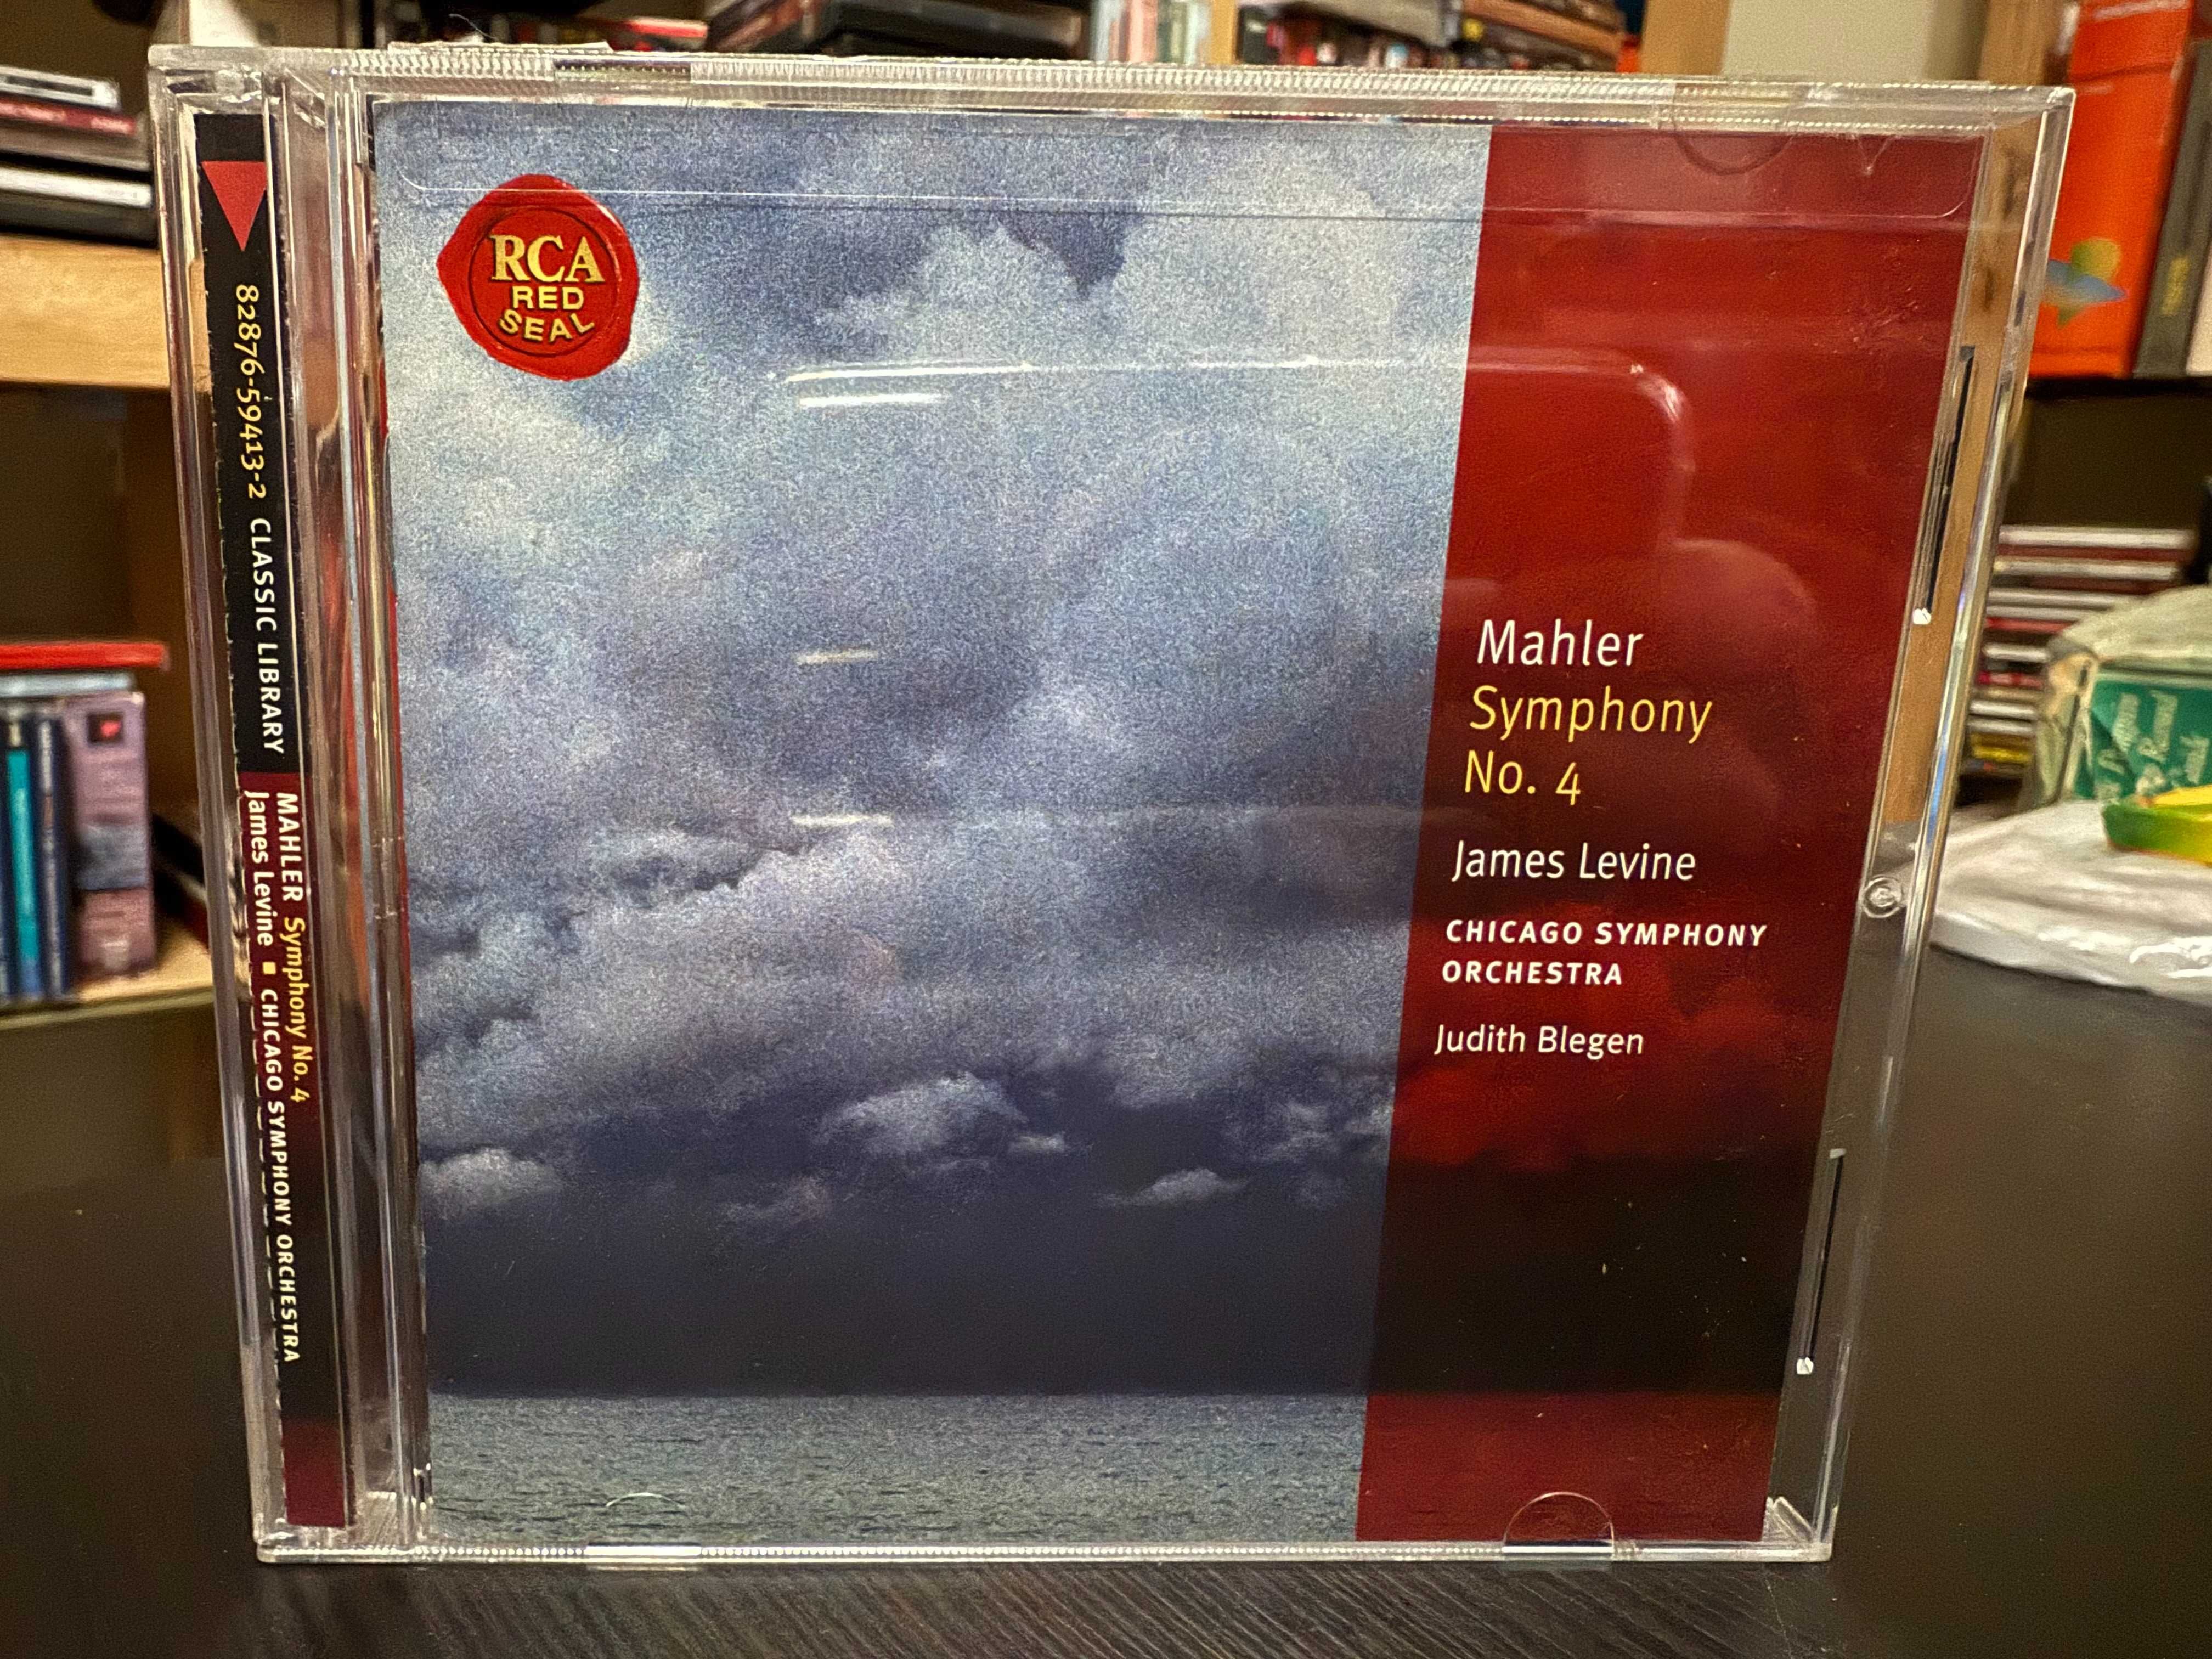 RCA
RED
SEAL
Mahler
Symphony
No. 4
James Levine
CHICAGO SYMPHONY
ORCHESTRA
Judith Blegen
82876-59413-2 CLASSIC LIBRARY
MAHLER Symphony No. 4
James Levine ■ CHICAGO SYMPHONY ORCHESTRA